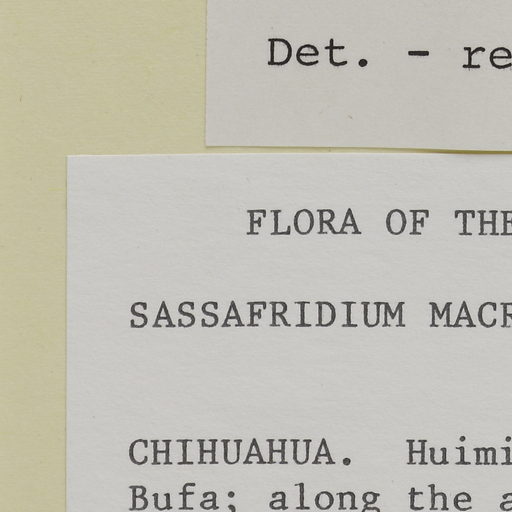 Det. - re
FLORA OF THE
SASSAFRIDIUM MACR
CHIHUAHUA. Huimi
Bufa; along the a